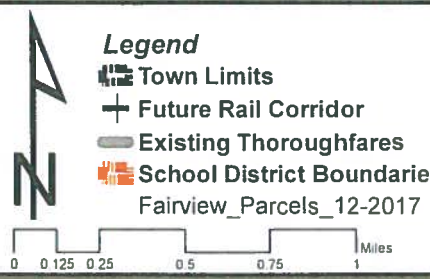 Legend
Town Limits
Future Rail Corridor
Existing Thoroughfares
School District Boundarie
Fairview_Parcels_12-2017
N
Miles
0 0.125 0.25 0.5 0.75 1